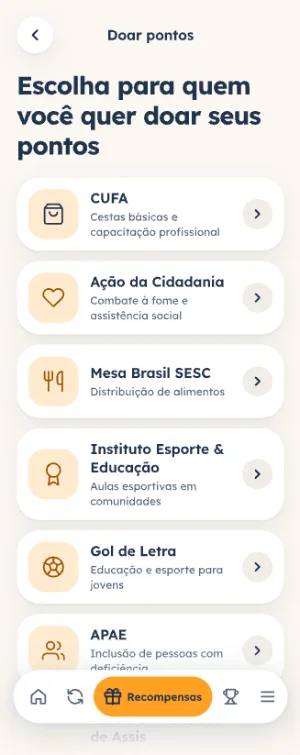 Doar pontos
Escolha para quem
você quer doar seus
pontos
CUFA
Cestas básicas e
capacitação profissional
Ação da Cidadania
Combate à fome e
assistência social
Mesa Brasil SESC
Distribuição de alimentos
Instituto Esporte &
Educação
Aulas esportivas em
comunidades
Gol de Letra
Educação e esporte para
jovens
APAE
Inclusão de pessoas com
deficiência
Recompensas
de Assis